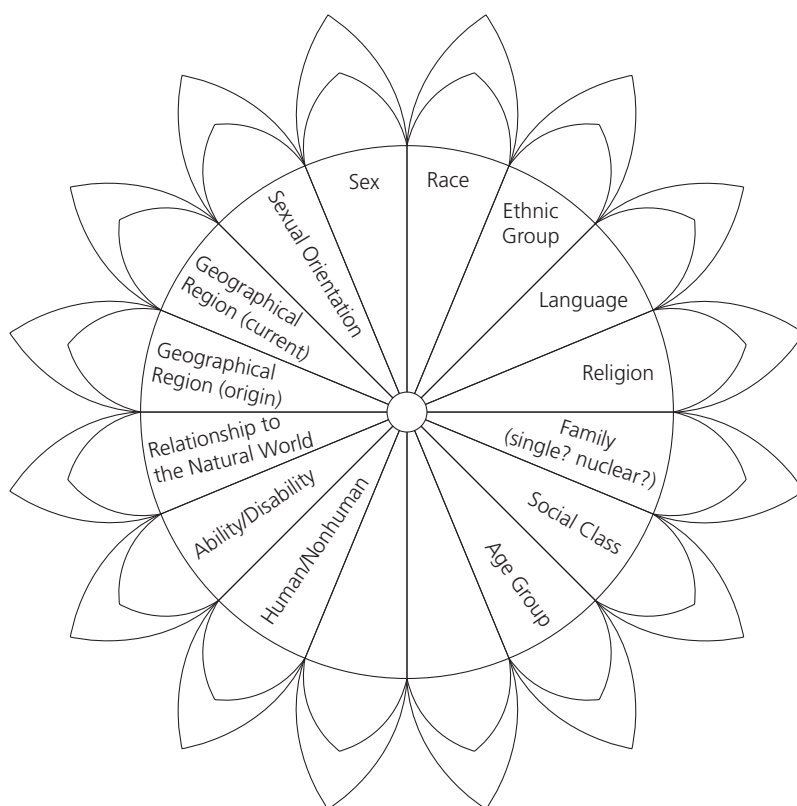 Sex
Race
Ethnic
Group
Language
Religion
Family
(single? nuclear?)
Social Class
Age Group
Human/Nonhuman
Ability/Disability
Relationship to
the Natural World
Geographical
Region (origin)
Geographical
Region (current)
Sexual Orientation